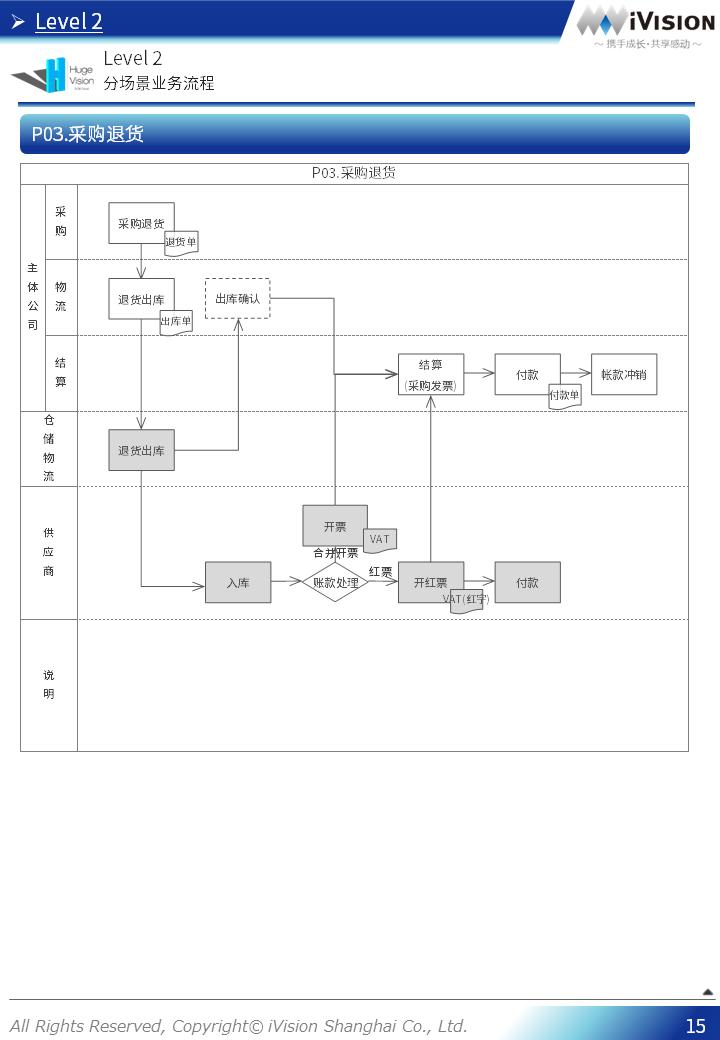 Level 2
iVision
～ 携手成长·共享感动 ～
Huge
Vision
Level 2
分场景业务流程
P03.采购退货
P03.采购退货
主体公司
采购
采购退货
退货单
物流
退货出库
出库单
出库确认
结算
结算
(采购发票)
付款
付款单
帐款冲销
仓储物流
退货出库
供应商
开票
VAT
合并开票
入库
账款处理
红票
开红票
VAT(红字)
付款
说明
All Rights Reserved, Copyright© iVision Shanghai Co., Ltd.
15